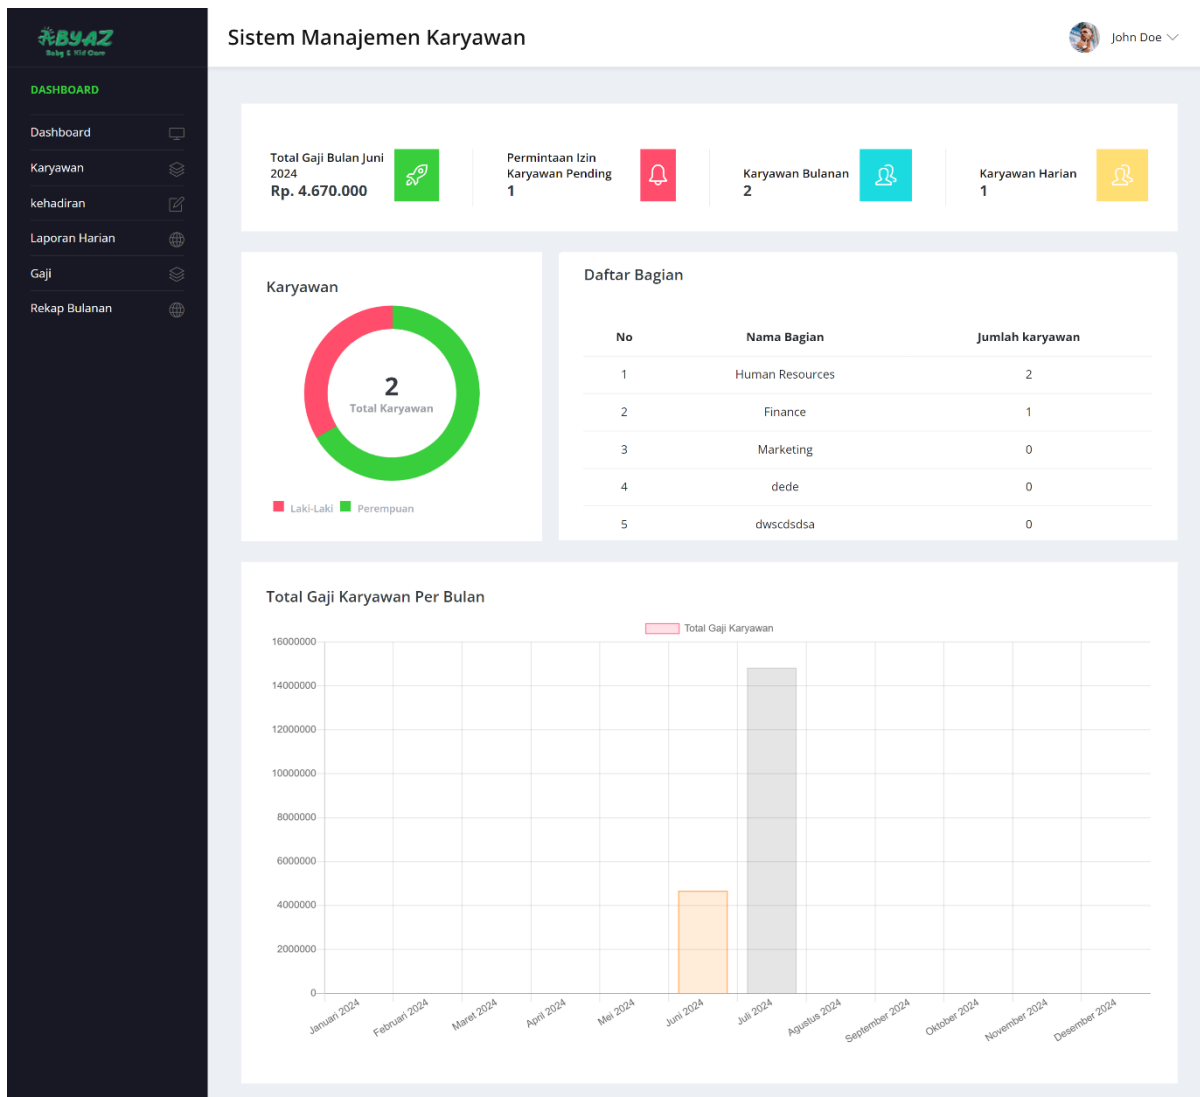 BYAZ
Baby & Kid Care
Sistem Manajemen Karyawan
John Doe
DASHBOARD
Dashboard
Karyawan
kehadiran
Laporan Harian
Gaji
Rekap Bulanan
Total Gaji Bulan Juni
2024
Rp. 4.670.000
Permintaan Izin
Karyawan Pending
1
Karyawan Bulanan
2
Karyawan Harian
1
Karyawan
2
Total Karyawan
Laki-Laki Perempuan
Daftar Bagian
No Nama Bagian Jumlah karyawan
1 Human Resources 2
2 Finance 1
3 Marketing 0
4 dede 0
5 dwscdsdsa 0
Total Gaji Karyawan Per Bulan
Total Gaji Karyawan
16000000
14000000
12000000
10000000
8000000
6000000
4000000
2000000
0
Januari 2024 Februari 2024 Maret 2024 April 2024 Mei 2024 Juni 2024 Juli 2024 Agustus 2024 September 2024 Oktober 2024 November 2024 Desember 2024